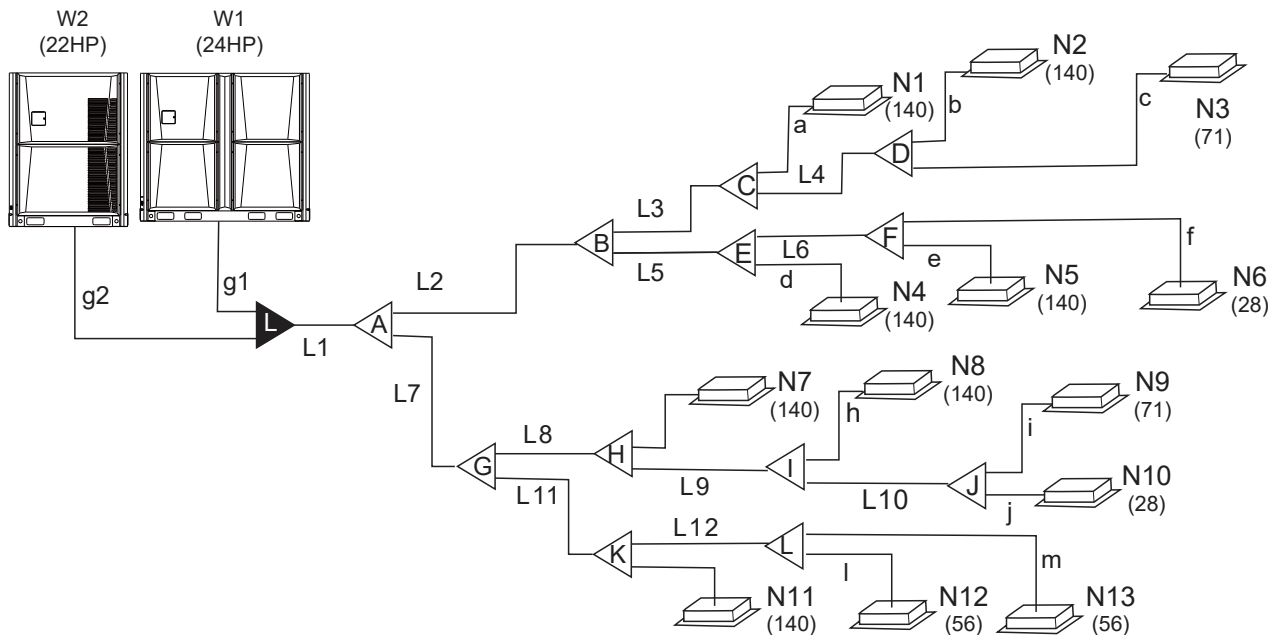 W2
(22HP)
W1
(24HP)
g2
g1
L
L1
A
L2
L7
B
L3
L5
C
a
N1
(140)
L4
D
b
N2
(140)
c
N3
(71)
E
L6
d
N4
(140)
F
e
N5
(140)
f
N6
(28)
G
L8
L11
H
N7
(140)
L9
I
h
N8
(140)
L10
J
i
N9
(71)
j
N10
(28)
K
L12
N11
(140)
L
l
N12
(56)
m
N13
(56)